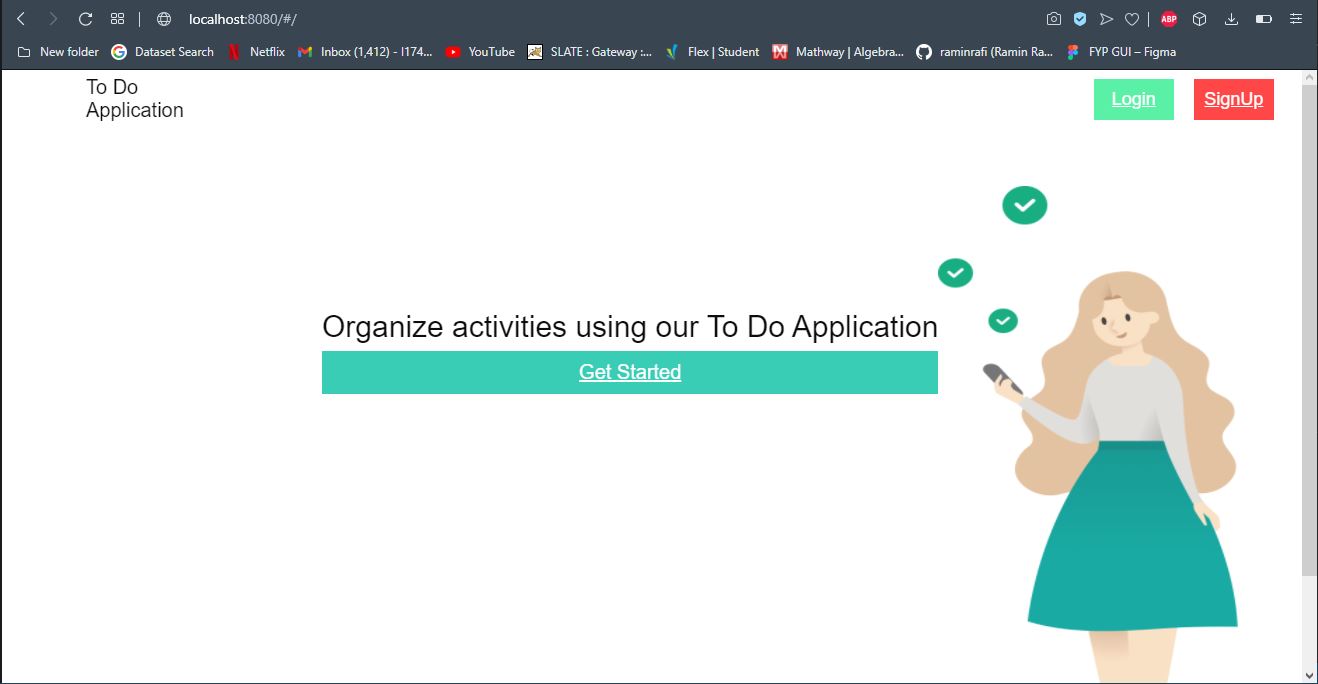 localhost:8080/#/
ABP
New folder
Dataset Search
Netflix
Inbox (1,412) - I174...
YouTube
SLATE : Gateway :...
Flex | Student
Mathway | Algebra...
raminrafi (Ramin Ra...
FYP GUI – Figma
To Do
Application
Login
SignUp
Organize activities using our To Do Application
Get Started